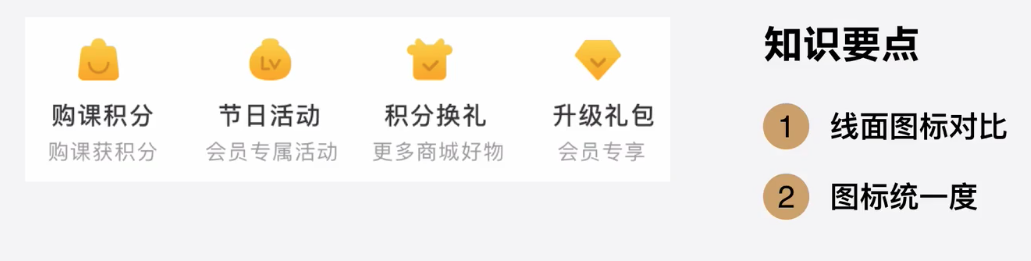 Lv
购课积分 节日活动 积分换礼 升级礼包
购课获积分 会员专属活动 更多商城好物 会员专享
知识要点
1 线面图标对比
2 图标统一度